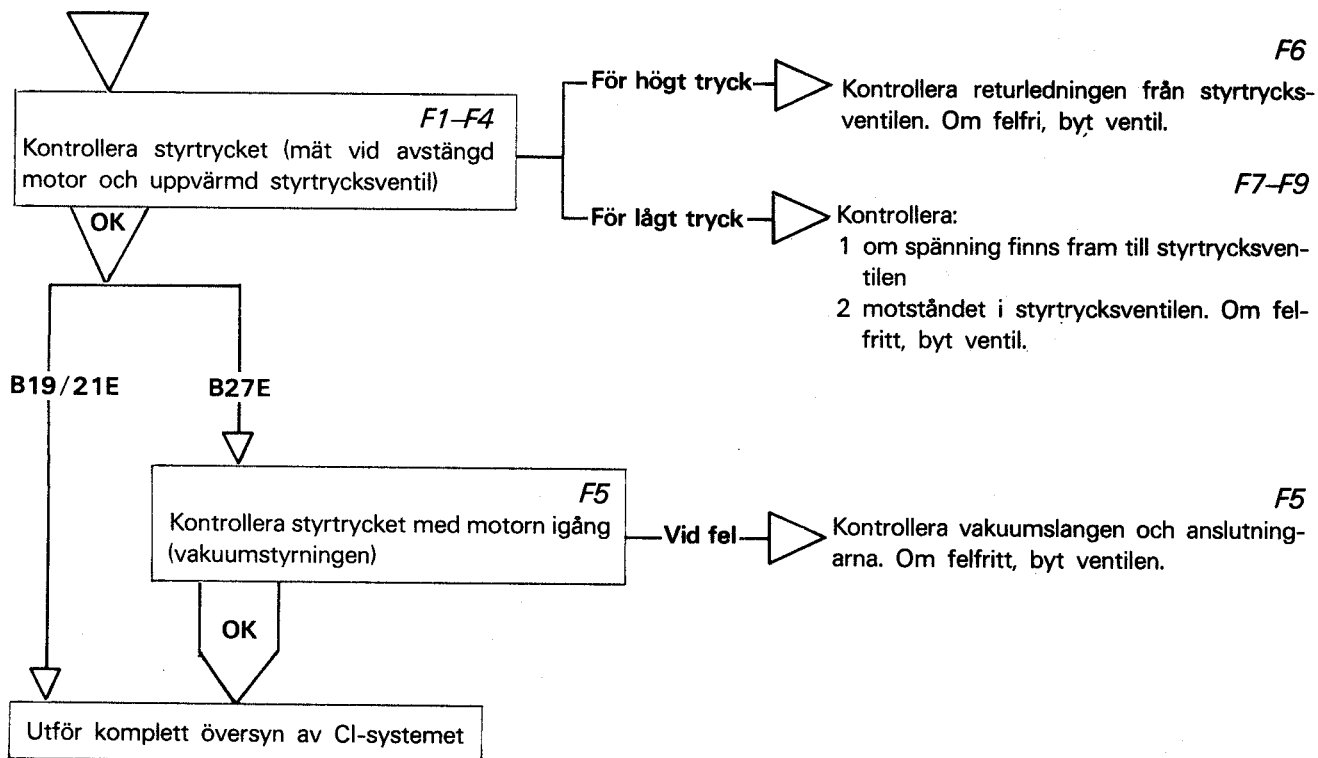 F1–F4
Kontrollera styrtrycket (mät vid avstängd
motor och uppvärmd styrtrycksventil)
OK
För högt tryck
F6
Kontrollera returledningen från styrtrycks-
ventilen. Om felfri, byt ventil.
För lågt tryck
F7–F9
Kontrollera:
1 om spänning finns fram till styrtrycksven-
tilen
2 motståndet i styrtrycksventilen. Om fel-
fritt, byt ventil.
B19/21E
B27E
F5
Kontrollera styrtrycket med motorn igång
(vakuumstyrningen)
Vid fel
F5
Kontrollera vakuumslangen och anslutning-
arna. Om felfritt, byt ventilen.
OK
Utför komplett översyn av CI-systemet